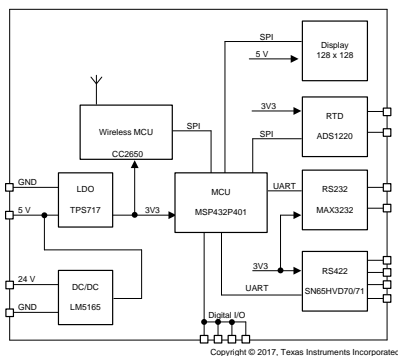 SPI
Display
128 x 128
5 V
3V3
RTD
ADS1220
SPI
Wireless MCU
CC2650
SPI
GND
LDO
TPS717
5 V
3V3
MCU
MSP432P401
UART
RS232
MAX3232
24 V
DC/DC
LM5165
GND
3V3
RS422
SN65HVD70/71
UART
Digital I/O
Copyright © 2017, Texas Instruments Incorporated